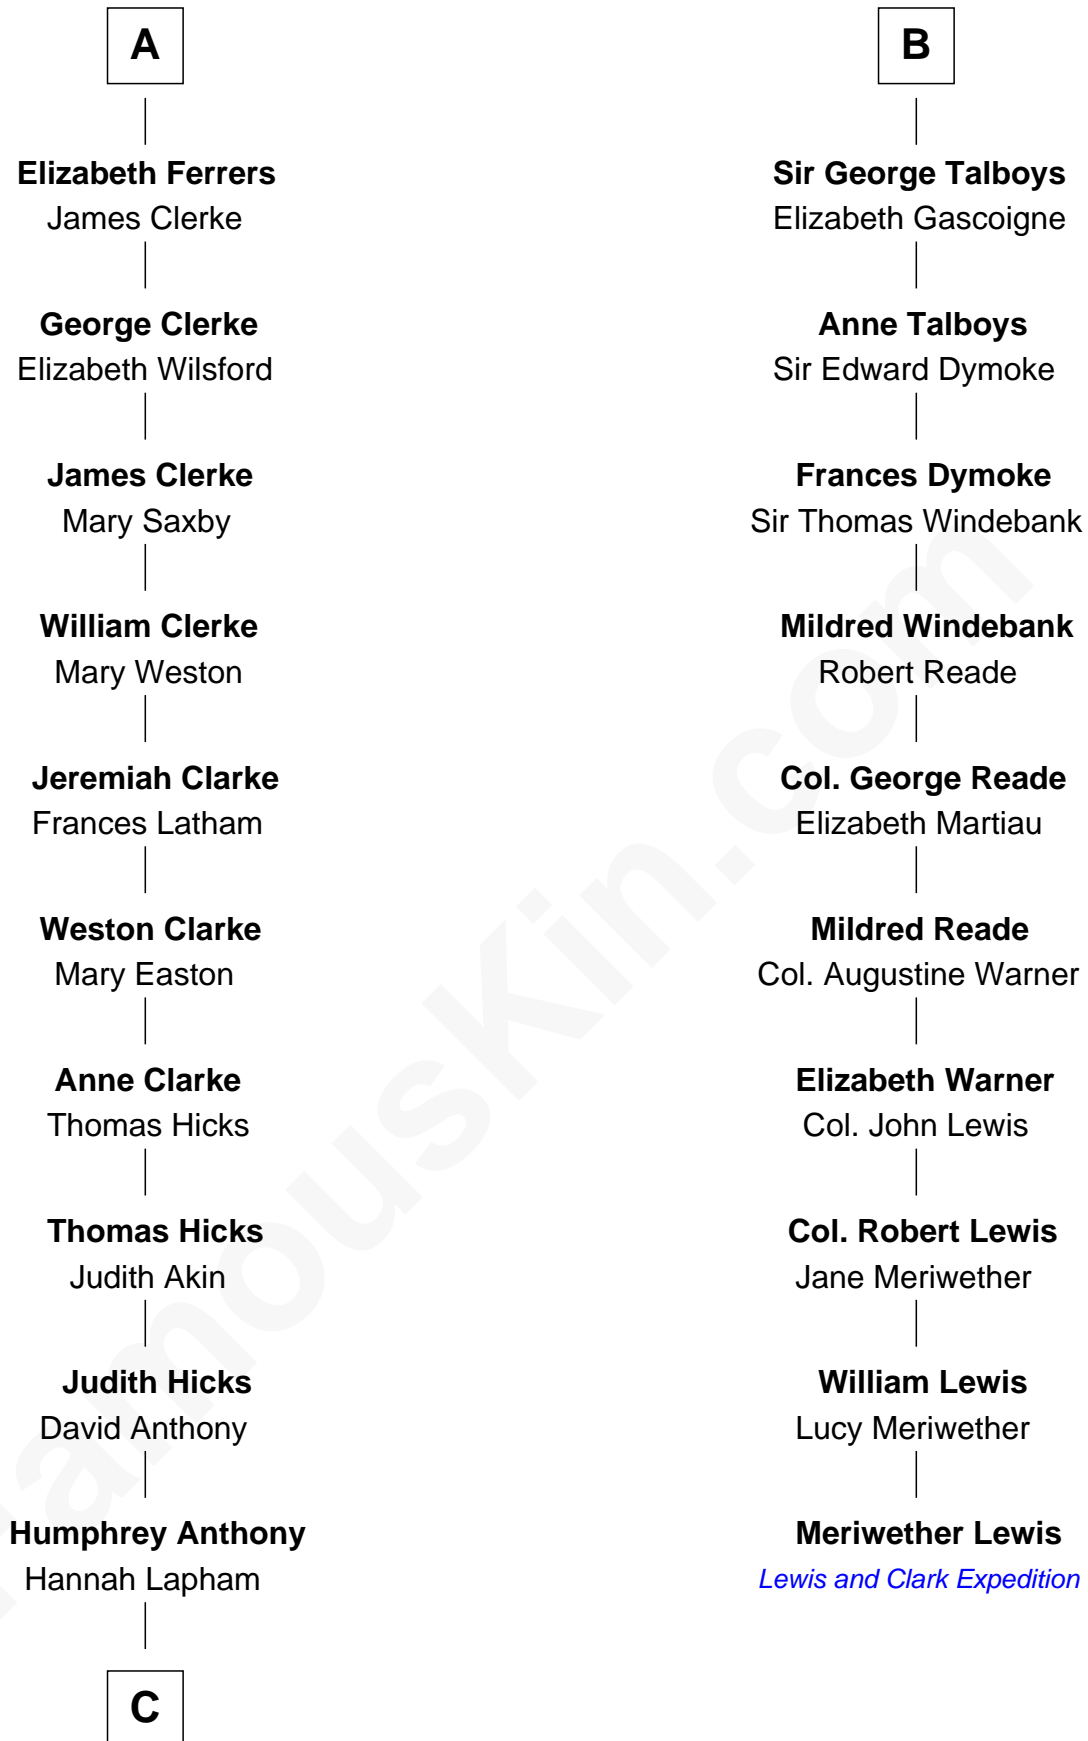 A
Elizabeth Ferrers
James Clerke
George Clerke
Elizabeth Wilsford
James Clerke
Mary Saxby
William Clerke
Mary Weston
Jeremiah Clarke
Frances Latham
Weston Clarke
Mary Easton
Anne Clarke
Thomas Hicks
Thomas Hicks
Judith Akin
Judith Hicks
David Anthony
Humphrey Anthony
Hannah Lapham
C
B
Sir George Talboys
Elizabeth Gascoigne
Anne Talboys
Sir Edward Dymoke
Frances Dymoke
Sir Thomas Windebank
Mildred Windebank
Robert Reade
Col. George Reade
Elizabeth Martiau
Mildred Reade
Col. Augustine Warner
Elizabeth Warner
Col. John Lewis
Col. Robert Lewis
Jane Meriwether
William Lewis
Lucy Meriwether
Meriwether Lewis
Lewis and Clark Expedition
FamousKin.com